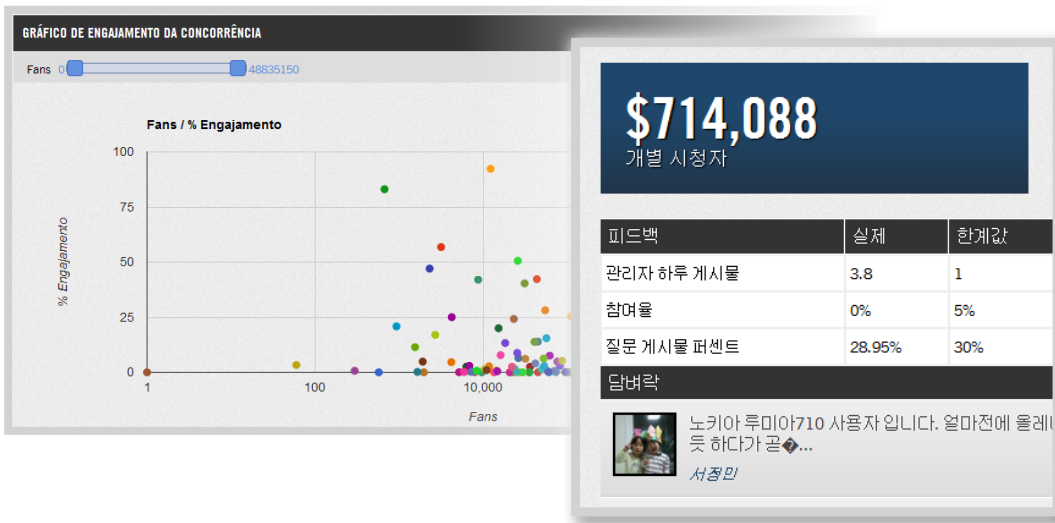 GRÁFICO DE ENGAJAMENTO DA CONCORRÊNCIA
Fans 0 48835150
Fans / % Engajamento
100
75
50
25
0
% Engajamento
1 100 10,000
Fans
$714,088
개별 시청자
피드백 실제 한계값
관리자 하루 게시물 3.8 1
참여율 0% 5%
질문 게시물 퍼센트 28.95% 30%
담벼락
노키아 루미아710 사용자 입니다. 얼마전에 올레
듯 하다가 곧�...
서정민